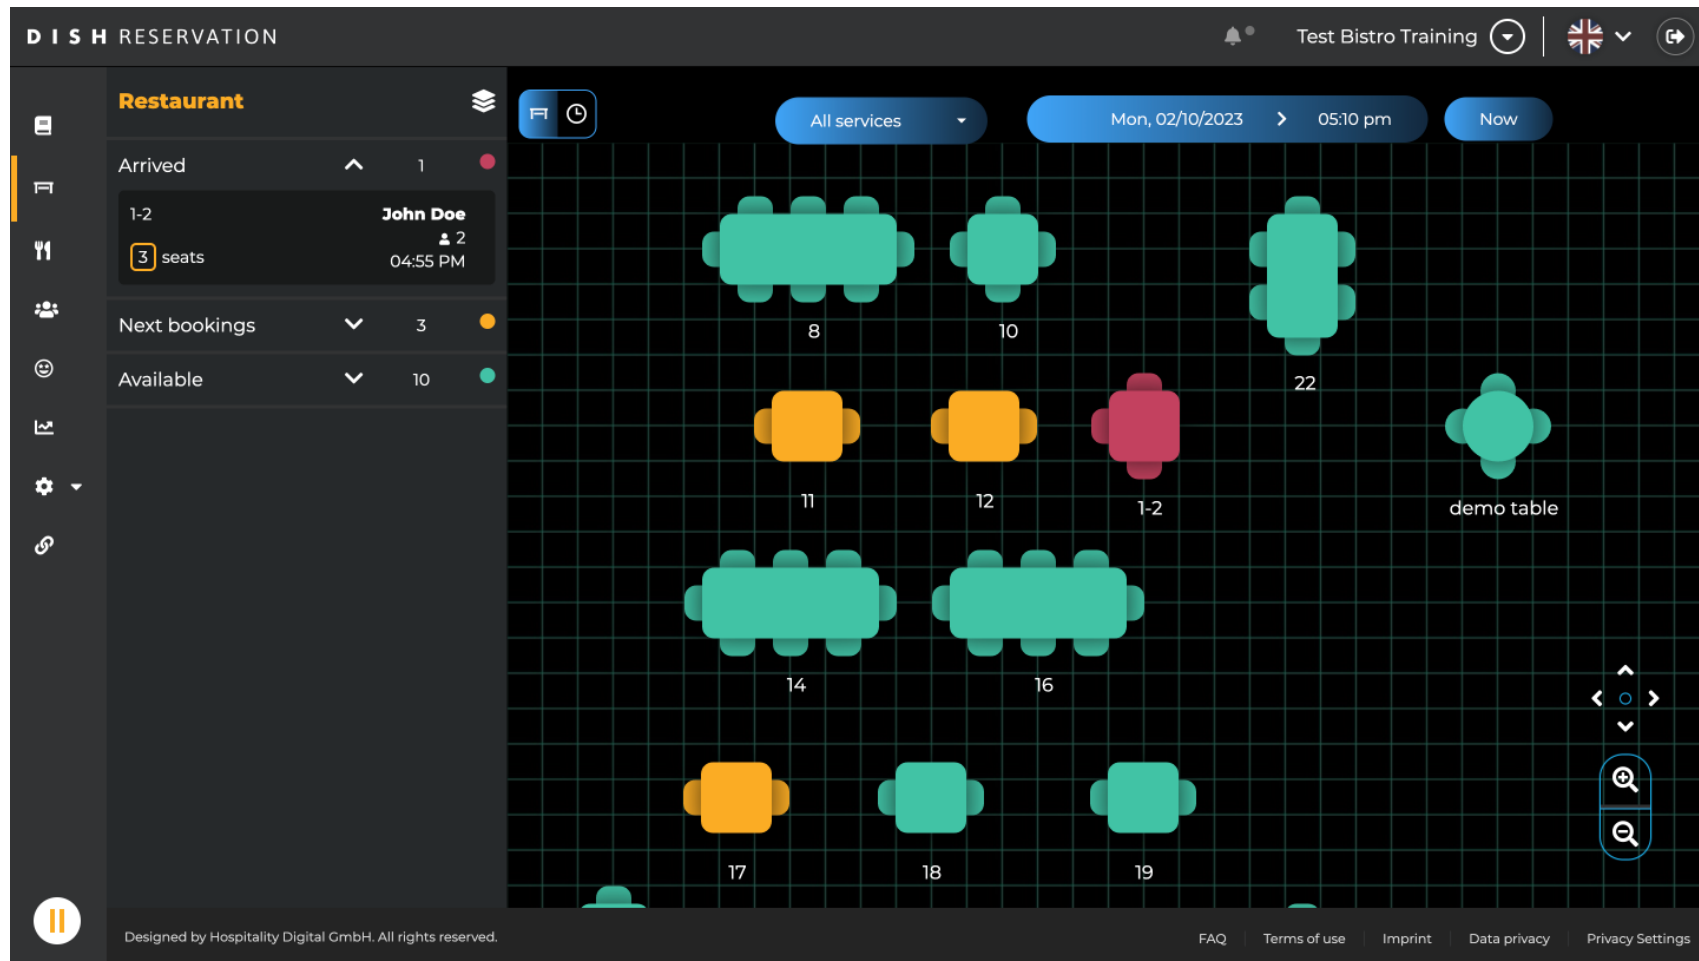 DISH RESERVATION
Test Bistro Training
Restaurant
All services
Mon, 02/10/2023
05:10 pm
Now
Arrived 1
1-2 John Doe
2
3 seats
04:55 PM
Next bookings 3
Available 10
8
10
22
11
12
1-2
demo table
14
16
17
18
19
Designed by Hospitality Digital GmbH. All rights reserved.
FAQ
Terms of use
Imprint
Data privacy
Privacy Settings